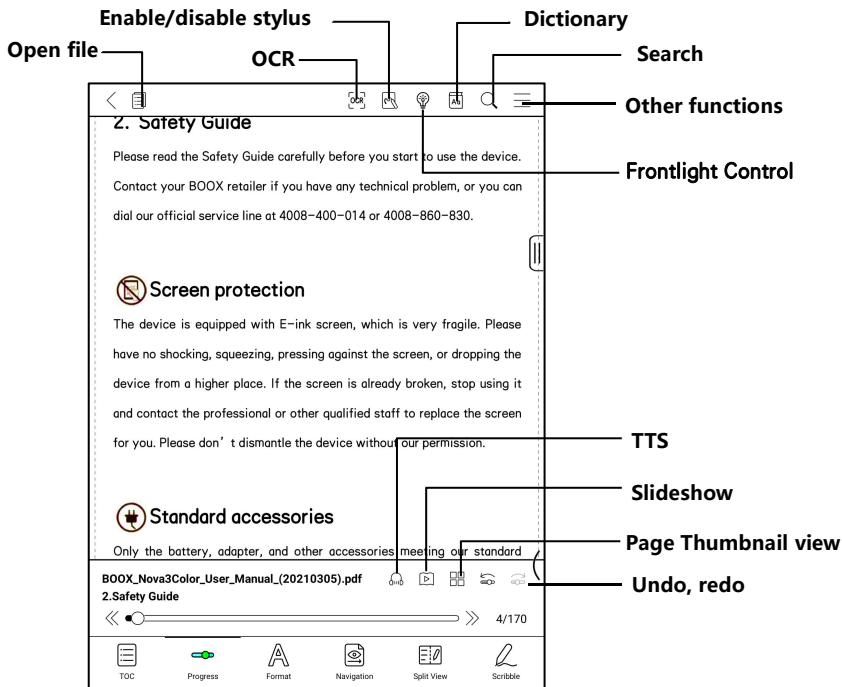 Enable/disable stylus
Dictionary
Open file
OCR
Search
OCR
Aa
Other functions
2. Safety Guide
Please read the Safety Guide carefully before you start to use the device.
Frontlight Control
Contact your BOOX retailer if you have any technical problem, or you can
dial our official service line at 4008-400-014 or 4008-860-830.
Screen protection
The device is equipped with E-ink screen, which is very fragile. Please
have no shocking, squeezing, pressing against the screen, or dropping the
device from a higher place. If the screen is already broken, stop using it
and contact the professional or other qualified staff to replace the screen
for you. Please don't dismantle the device without our permission.
TTS
Slideshow
Standard accessories
Page Thumbnail view
Only the battery, adapter, and other accessories meeting our standard
BOOX_Nova3Color_User_Manual_(20210305).pdf
Undo, redo
2.Safety Guide
4/170
TOC
Progress
Format
Navigation
Split View
Scribble